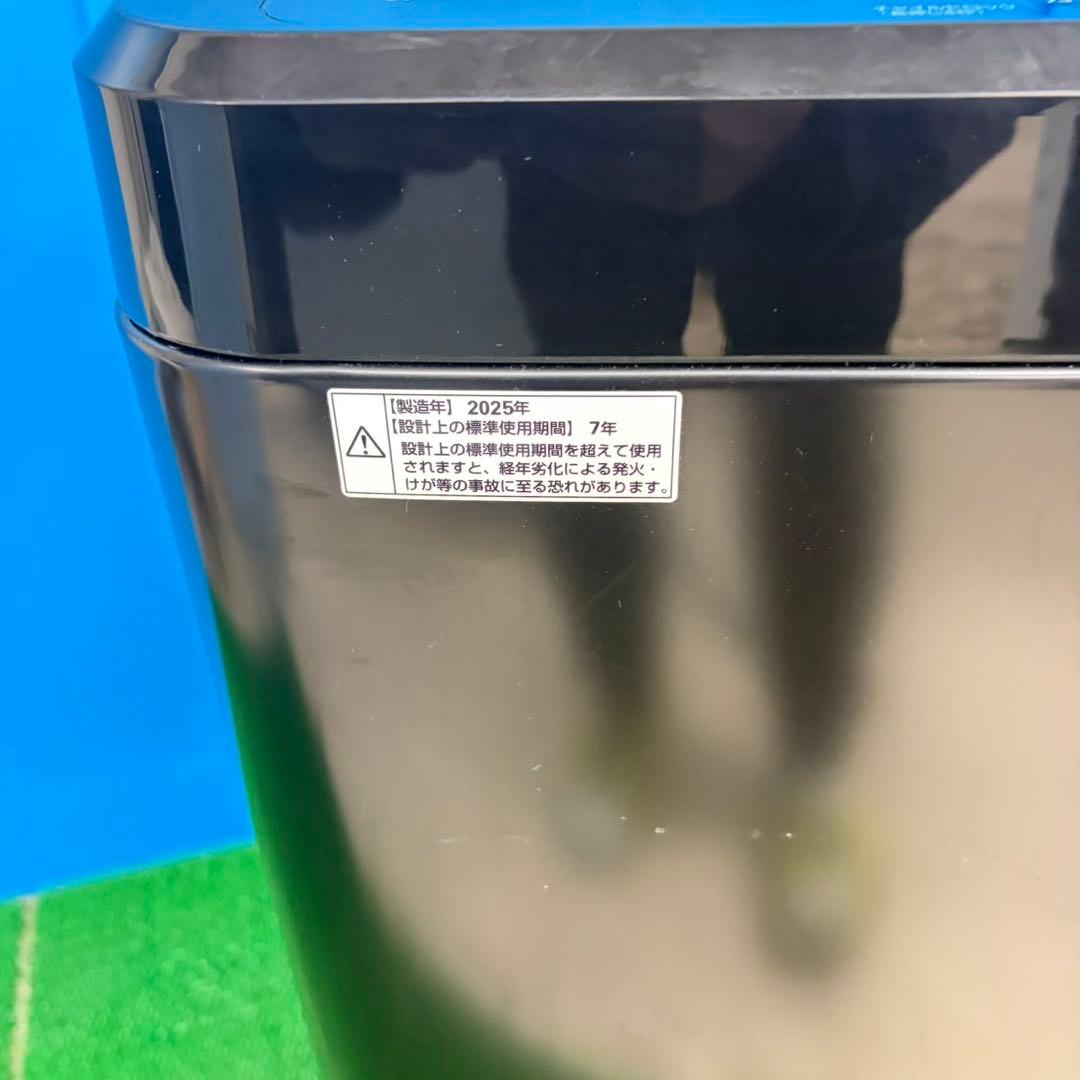 【製造年】 2025年
【設計上の標準使用期間】 7年
設計上の標準使用期間を超えて使用
されますと、経年劣化による発火・
けが等の事故に至る恐れがあります。